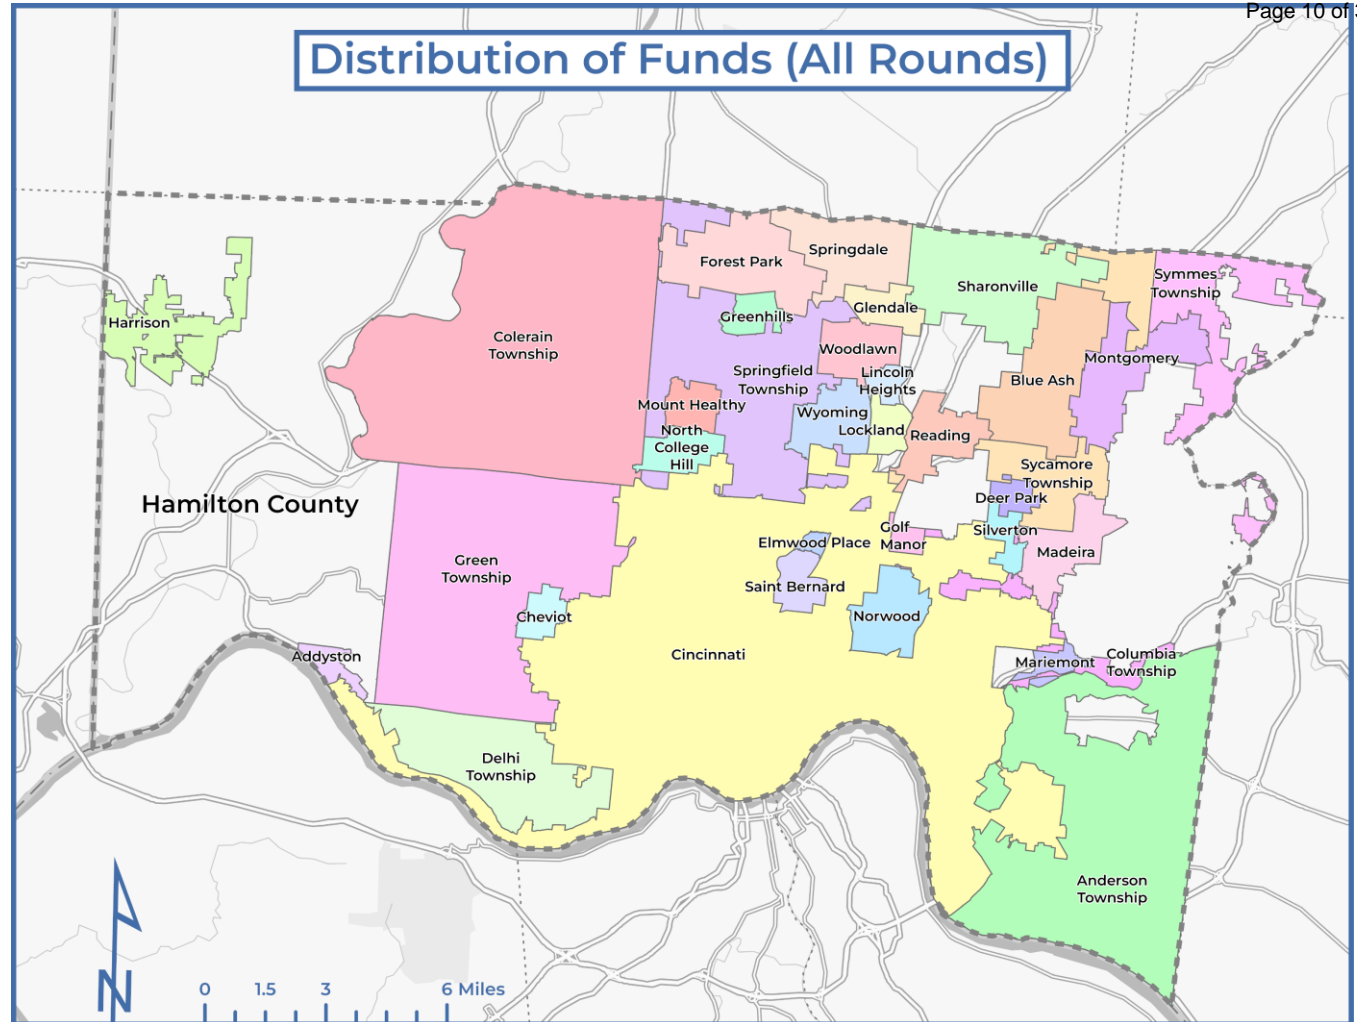 Page 10 of
Distribution of Funds (All Rounds)
Springdale
Forest Park
Symmes
Township
Sharonville
Glendale
Greenhills
Harrison
Colerain
Township
Woodlawn
Montgomery
Lincoln
Heights
Springfield
Township
Blue Ash
Mount Healthy
Wyoming
Lockland
Reading
North
College
Hill
Sycamore
Township
Deer Park
Hamilton County
Golf
Manor
Silverton
Elmwood Place
Madeira
Green
Township
Saint Bernard
Cheviot
Norwood
Cincinnati
Addyston
Mariemont
Columbia
Township
Delhi
Township
Anderson
Township
N
0 1.5 3 6 Miles